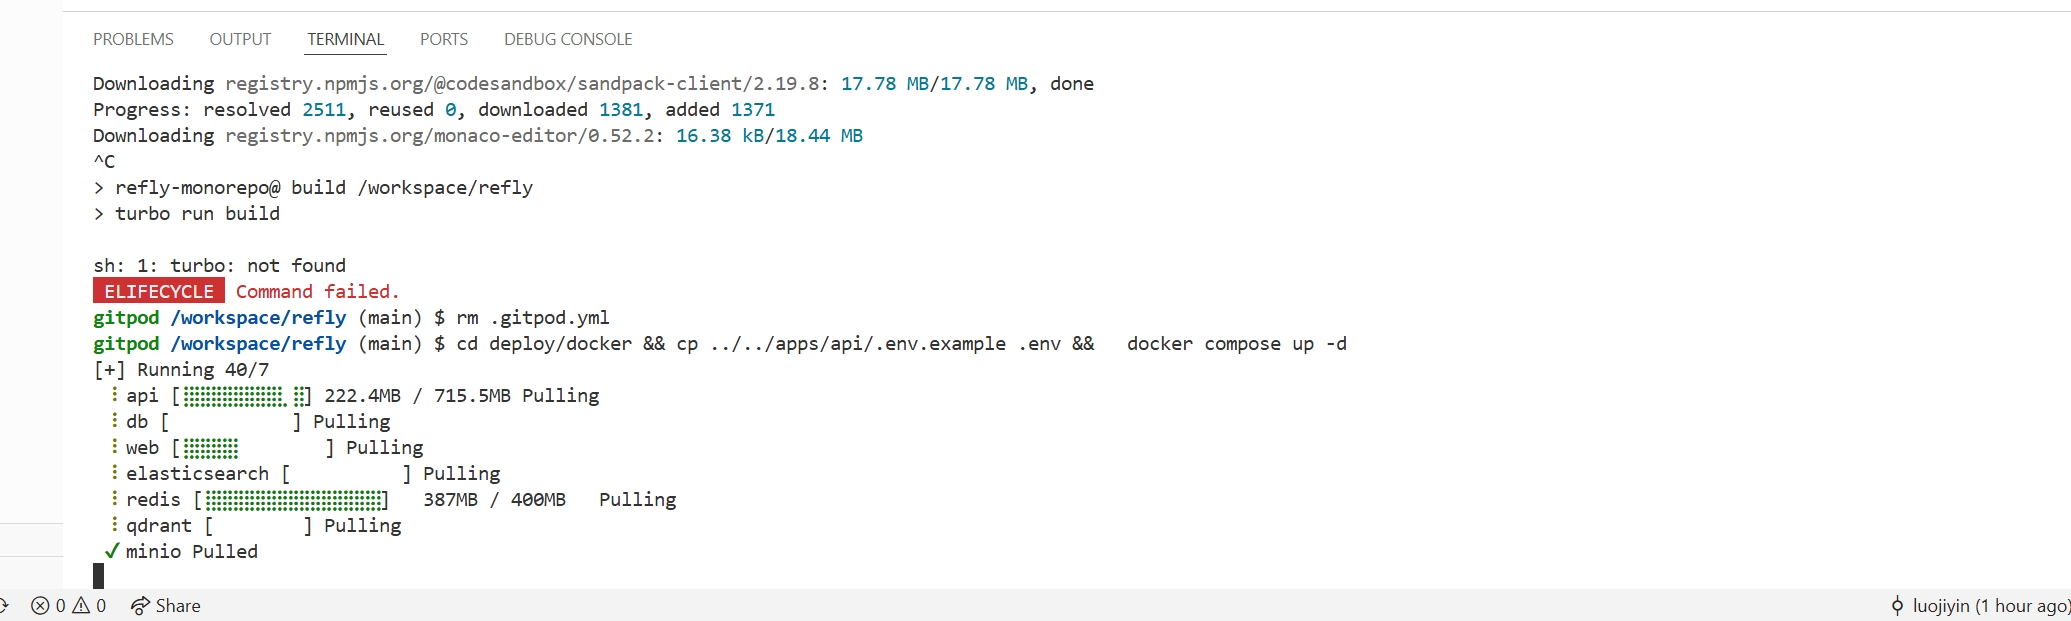 PROBLEMS OUTPUT TERMINAL PORTS DEBUG CONSOLE
Downloading registry.npmjs.org/@codesandbox/sandpack-client/2.19.8: 17.78 MB/17.78 MB, done
Progress: resolved 2511, reused 0, downloaded 1381, added 1371
Downloading registry.npmjs.org/monaco-editor/0.52.2: 16.38 kB/18.44 MB
^C
> refly-monorepo@ build /workspace/refly
> turbo run build
sh: 1: turbo: not found
ELIFECYCLE Command failed.
gitpod /workspace/refly (main) $ rm .gitpod.yml
gitpod /workspace/refly (main) $ cd deploy/docker && cp ../../apps/api/.env.example .env && docker compose up -d
[+] Running 40/7
⠸ api [⣿⣿⣿⣿⣿⣿⣿⣿⣿⡀⣿] 222.4MB / 715.5MB Pulling
⠸ db [ ] Pulling
⠸ web [⣿⣿⣿⣿⣿ ] Pulling
⠸ elasticsearch [ ] Pulling
⠸ redis [⣿⣿⣿⣿⣿⣿⣿⣿⣿⣿⣿⣿⣿⣿⣿⣿] 387MB / 400MB Pulling
⠸ qdrant [ ] Pulling
✓ minio Pulled
0 0 Share luojiyin (1 hour ago)